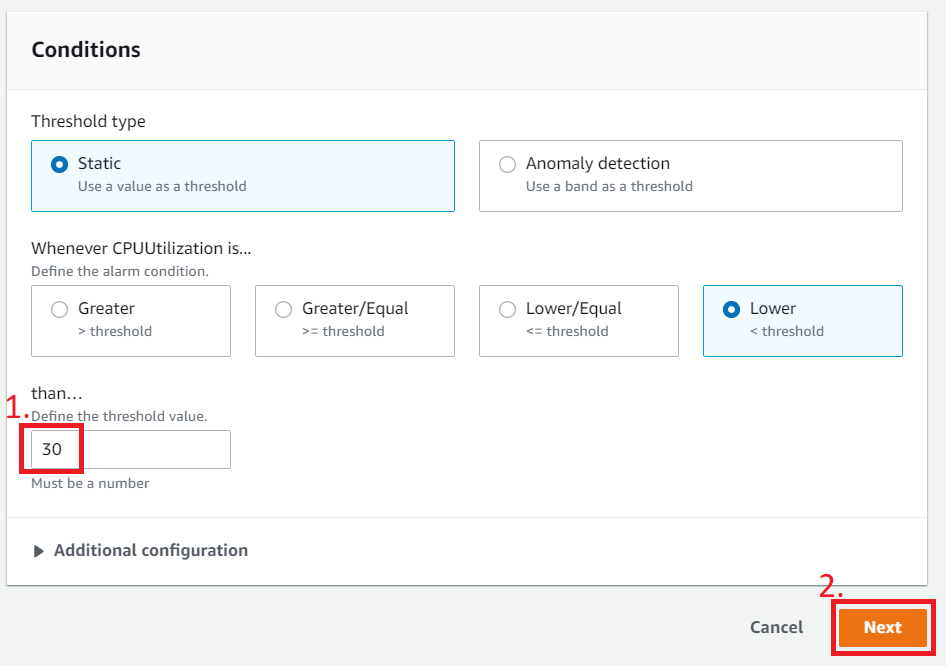 Conditions
Threshold type
Static
Use a value as a threshold
Anomaly detection
Use a band as a threshold
Whenever CPUUtilization is...
Define the alarm condition.
Greater
> threshold
Greater/Equal
>= threshold
Lower/Equal
<= threshold
Lower
< threshold
than...
1.
Define the threshold value.
30
Must be a number
Additional configuration
2.
Cancel
Next